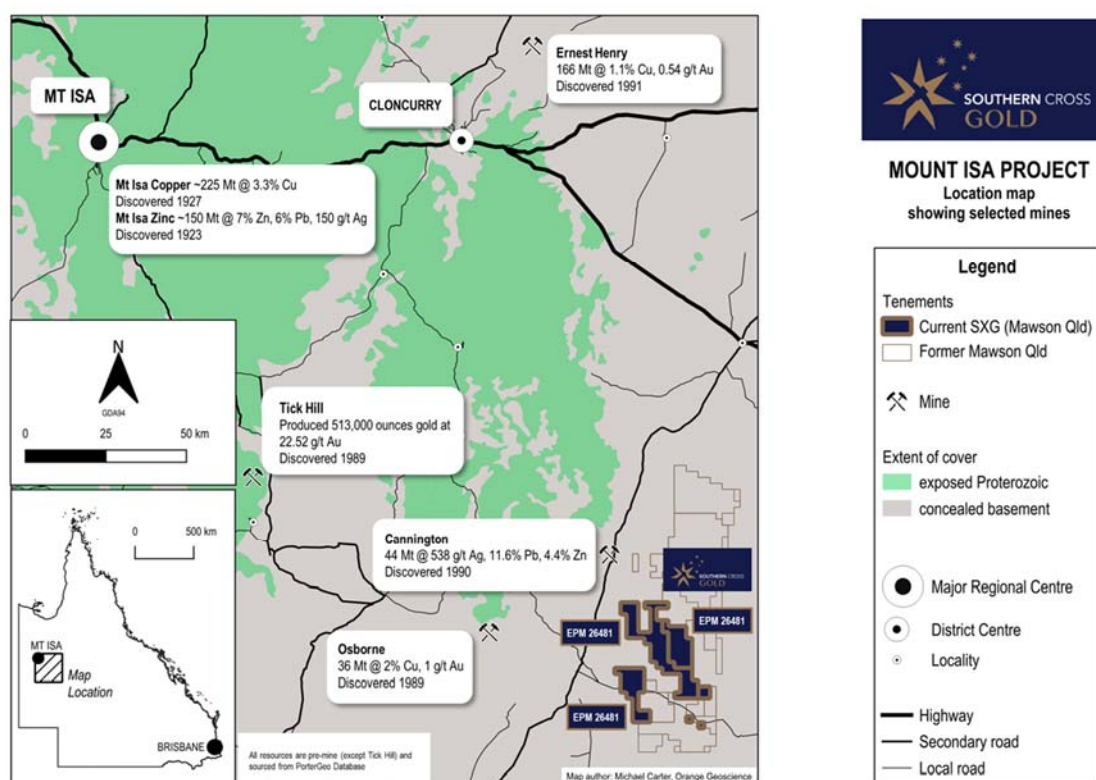 MT ISA
CLONCURRY
Ernest Henry
166 Mt @ 1.1% Cu, 0.54 g/t Au
Discovered 1991
Mt Isa Copper ~225 Mt @ 3.3% Cu
Discovered 1927
Mt Isa Zinc ~150 Mt @ 7% Zn, 6% Pb, 150 g/t Ag
Discovered 1923
N
GDA94
0 25 50 km
Tick Hill
Produced 513,000 ounces gold at
22.52 g/t Au
Discovered 1989
Cannington
44 Mt @ 538 g/t Ag, 11.6% Pb, 4.4% Zn
Discovered 1990
SOUTHERN CROSS
GOLD
EPM 26481
EPM 26481
EPM 26481
Osborne
36 Mt @ 2% Cu, 1 g/t Au
Discovered 1989
0 500 km
MT ISA
Map
Location
BRISBANE
All resources are pre-mine (except Tick Hill) and
sourced from PorterGeo Database
Map author: Michael Carter, Orange Geoscience
SOUTHERN CROSS
GOLD
MOUNT ISA PROJECT
Location map
showing selected mines
Legend
Tenements
Current SXG (Mawson Qld)
Former Mawson Qld
Mine
Extent of cover
exposed Proterozoic
concealed basement
Major Regional Centre
District Centre
Locality
Highway
Secondary road
Local road